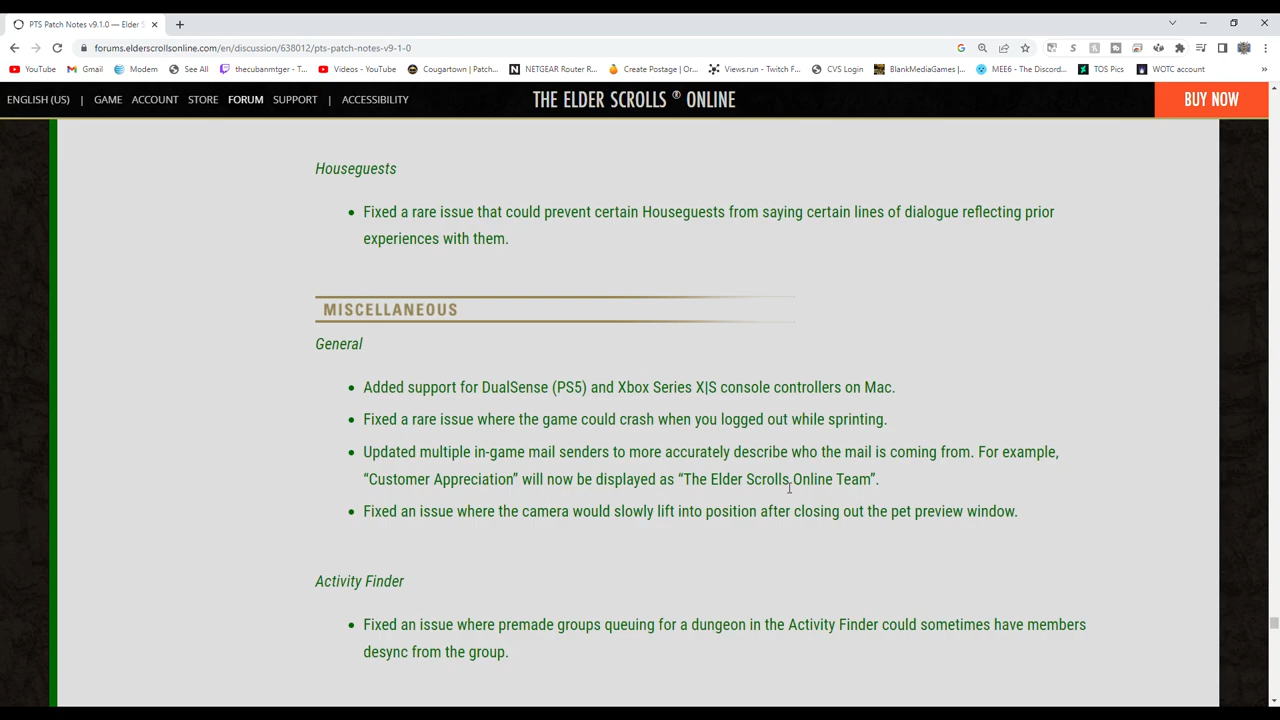 PTS Patch Notes v9.1.0 — Elder S
forums.elderscrollsonline.com/en/discussion/638012/pts-patch-notes-v9-1-0
YouTube Gmail Modem See All thecubanmtger - T... Videos - YouTube Cougartown | Patch... NETGEAR Router R... Create Postage | Or... Views.run - Twitch F... CVS Login BlankMediaGames |... MEE6 - The Discord... TOS Pics WOTC account »
ENGLISH (US) | GAME ACCOUNT STORE FORUM SUPPORT | ACCESSIBILITY THE ELDER SCROLLS ® ONLINE BUY NOW
Houseguests
• Fixed a rare issue that could prevent certain Houseguests from saying certain lines of dialogue reflecting prior
experiences with them.
MISCELLANEOUS
General
• Added support for DualSense (PS5) and Xbox Series X|S console controllers on Mac.
• Fixed a rare issue where the game could crash when you logged out while sprinting.
• Updated multiple in-game mail senders to more accurately describe who the mail is coming from. For example,
“Customer Appreciation” will now be displayed as “The Elder Scrolls Online Team”.
• Fixed an issue where the camera would slowly lift into position after closing out the pet preview window.
Activity Finder
• Fixed an issue where premade groups queuing for a dungeon in the Activity Finder could sometimes have members
desync from the group.